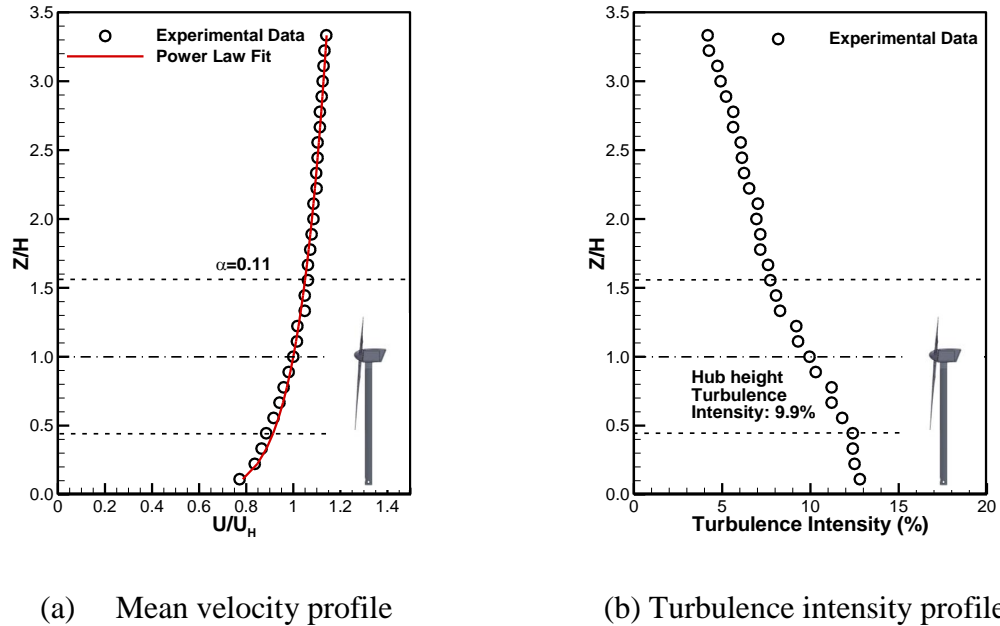 3.5
3.0
2.5
2.0
1.5
1.0
0.5
0.0
Z/H
Experimental Data
Power Law Fit
α=0.11
0 0.2 0.4 0.6 0.8 1 1.2 1.4
U/U_H
(a) Mean velocity profile
3.5
3.0
2.5
2.0
1.5
1.0
0.5
0.0
Z/H
Experimental Data
Hub height
Turbulence
Intensity: 9.9%
0 5 10 15 20
Turbulence Intensity (%)
(b) Turbulence intensity profile